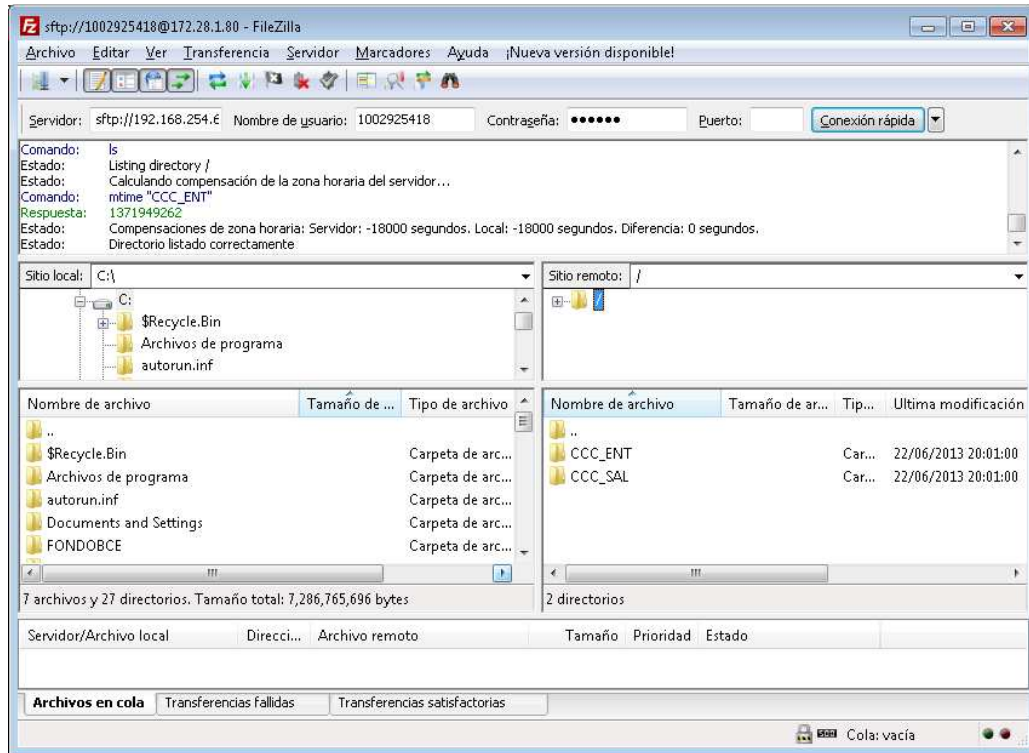 sftp://1002925418@172.28.1.80 - FileZilla
Archivo Editar Ver Transferencia Servidor Marcadores Ayuda ¡Nueva versión disponible!
Servidor: sftp://192.168.254.6 Nombre de usuario: 1002925418 Contraseña: ●●●●●● Puerto: Conexión rápida
Comando: ls
Estado: Listing directory /
Estado: Calculando compensación de la zona horaria del servidor...
Comando: mtime "CCC_ENT"
Respuesta: 1371949262
Estado: Compensaciones de zona horaria: Servidor: -18000 segundos. Local: -18000 segundos. Diferencia: 0 segundos.
Estado: Directorio listado correctamente
Sitio local: C:\
C:
$Recycle.Bin
Archivos de programa
autorun.inf
Sitio remoto: /
/
Nombre de archivo Tamaño de ... Tipo de archivo
..
$Recycle.Bin Carpeta de arc...
Archivos de programa Carpeta de arc...
autorun.inf Carpeta de arc...
Documents and Settings Carpeta de arc...
FONDOBCE Carpeta de arc...
7 archivos y 27 directorios. Tamaño total: 7,286,765,696 bytes
Nombre de archivo Tamaño de ar... Tip... Ultima modificación
..
CCC_ENT Car... 22/06/2013 20:01:00
CCC_SAL Car... 22/06/2013 20:01:00
2 directorios
Servidor/Archivo local Direcci... Archivo remoto Tamaño Prioridad Estado
Archivos en cola Transferencias fallidas Transferencias satisfactorias
Cola: vacía